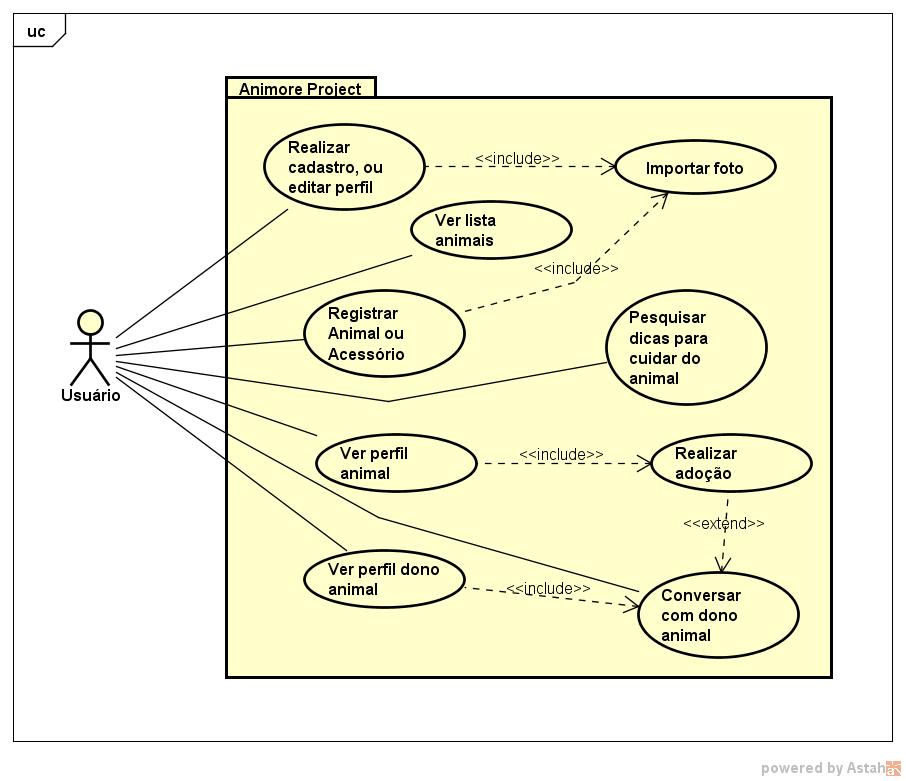 uc
Animore Project
Realizar
cadastro, ou
editar perfil
<<include>>
Importar foto
Ver lista
animais
<<include>>
Registrar
Animal ou
Acessório
Pesquisar
dicas para
cuidar do
animal
Usuário
Ver perfil
animal
<<include>>
Realizar
adoção
<<extend>>
Ver perfil dono
animal
<<include>>
Conversar
com dono
animal
powered by Astah